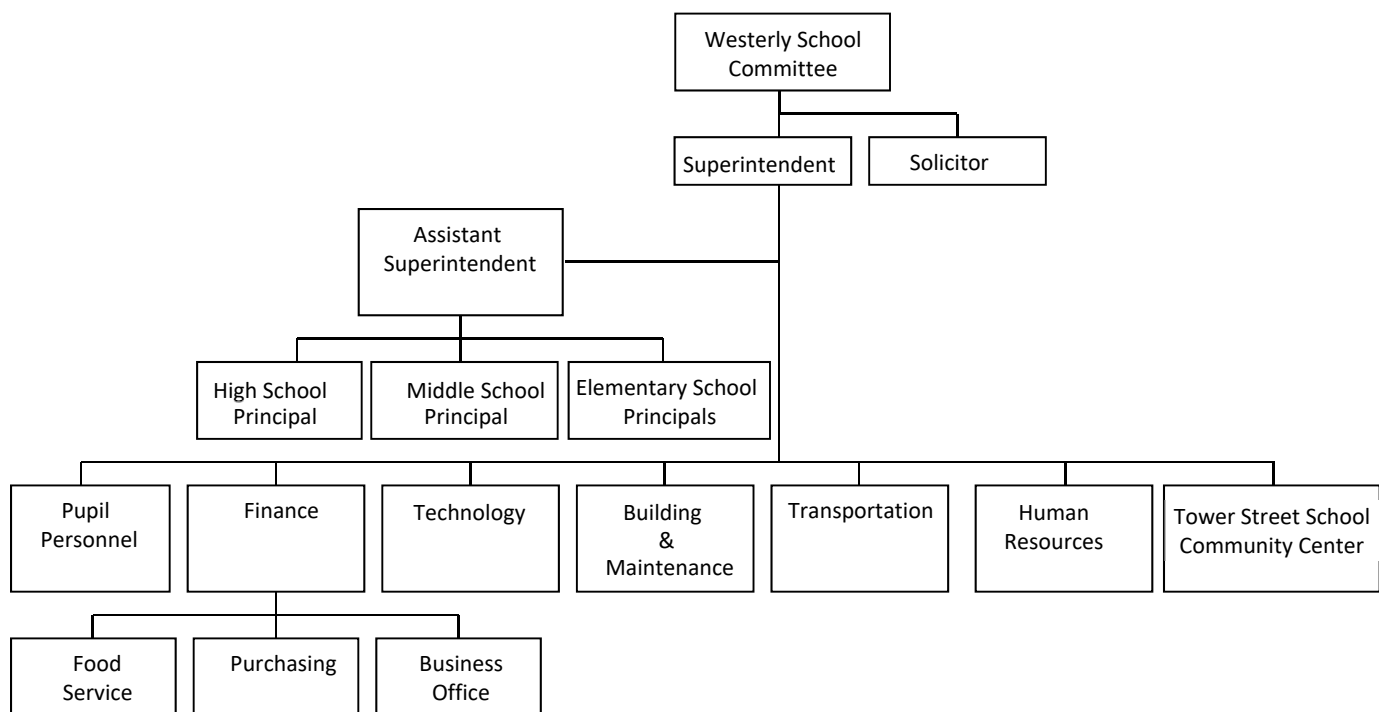 Westerly School
Committee
Superintendent
Solicitor
Assistant
Superintendent
High School
Principal
Middle School
Principal
Elementary School
Principals
Pupil
Personnel
Finance
Technology
Building
&
Maintenance
Transportation
Human
Resources
Tower Street School
Community Center
Food
Service
Purchasing
Business
Office